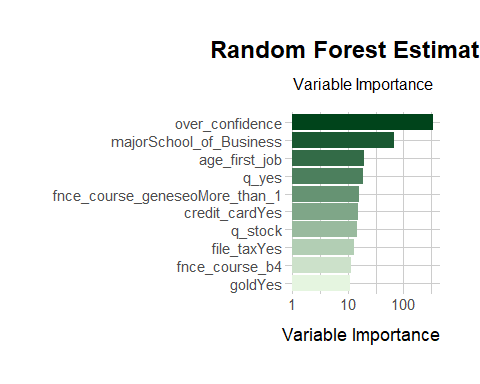 Random Forest Estimat
Variable Importance
over_confidence
majorSchool_of_Business
age_first_job
q_yes
fnce_course_geneseoMore_than_1
credit_cardYes
q_stock
file_taxYes
fnce_course_b4
goldYes
1 10 100
Variable Importance